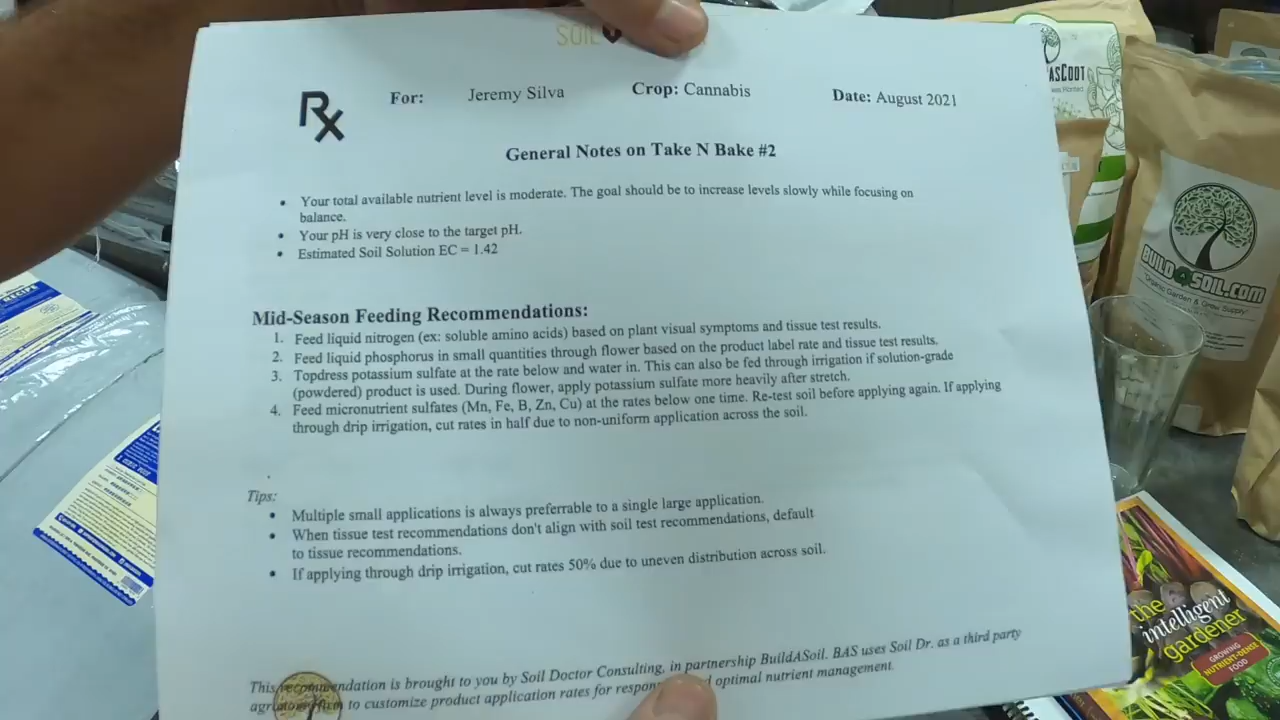 SOIL
Rx
For: Jeremy Silva Crop: Cannabis Date: August 2021
General Notes on Take N Bake #2
• Your total available nutrient level is moderate. The goal should be to increase levels slowly while focusing on
balance.
• Your pH is very close to the target pH.
• Estimated Soil Solution EC = 1.42
Mid-Season Feeding Recommendations:
1. Feed liquid nitrogen (ex: soluble amino acids) based on plant visual symptoms and tissue test results.
2. Feed liquid phosphorus in small quantities through flower based on the product label rate and tissue test results.
3. Topdress potassium sulfate at the rate below and water in. This can also be fed through irrigation if solution-grade
(powdered) product is used. During flower, apply potassium sulfate more heavily after stretch.
4. Feed micronutrient sulfates (Mn, Fe, B, Zn, Cu) at the rates below one time. Re-test soil before applying again. If applying
through drip irrigation, cut rates in half due to non-uniform application across the soil.
Tips:
• Multiple small applications is always preferrable to a single large application.
• When tissue test recommendations don't align with soil test recommendations, default
to tissue recommendations.
• If applying through drip irrigation, cut rates 50% due to uneven distribution across soil.
This recommendation is brought to you by Soil Doctor Consulting, in partnership BuildASoil. BAS uses Soil Dr. as a third party
to customize product application rates for optimal nutrient management.
BUILD A SOIL.COM
Organic Garden & Grow Supply!
the
intelligent
gardener
GROWING
NUTRIENT-DENSE
FOOD